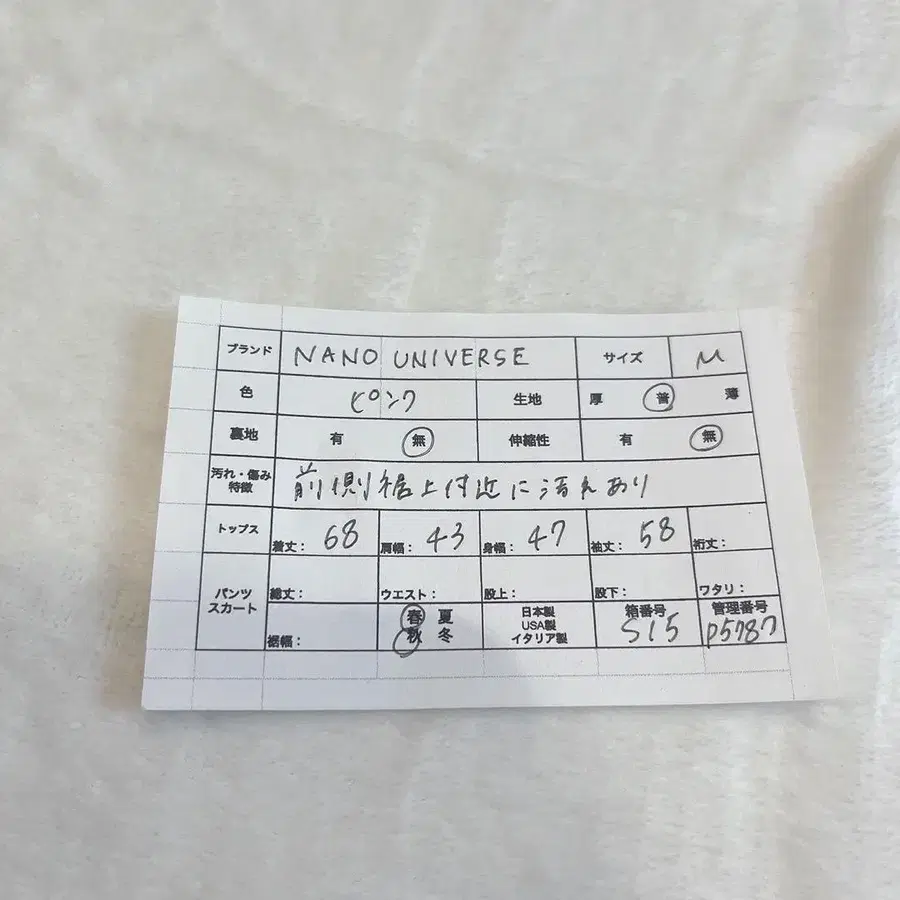 ブランド NANO UNIVERSE サイズ M
色 ピンク 生地 厚 普 薄
裏地 有 無 伸縮性 有 無
汚れ・傷み
特徴 前側裾上付近に汚れあり
トップス 着丈: 68 肩幅: 43 身幅: 47 袖丈: 58 裄丈:
パンツ
スカート 総丈: ウエスト: 股上: 股下: ワタリ:
裾幅: 春 夏 秋 冬 日本製 USA製 イタリア製 箱番号 S15 管理番号 P5787